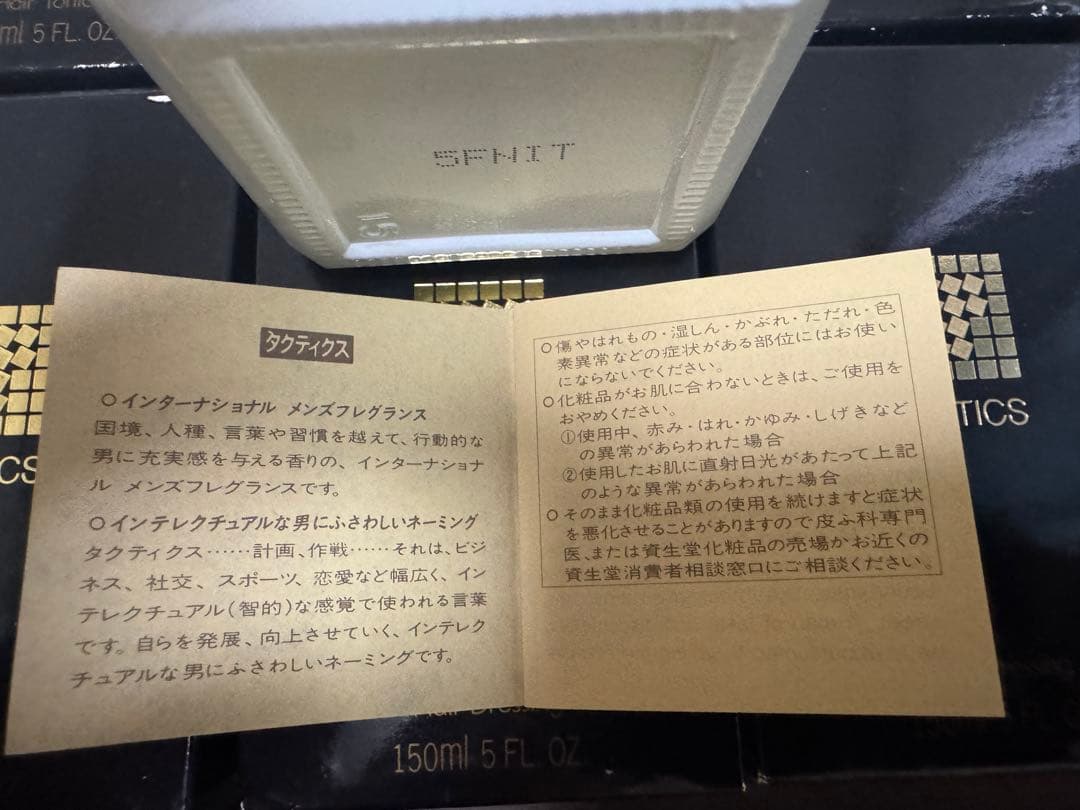 Hair Tonic
ml 5 FL. OZ
5FNIT
15
タクティクス
○インターナショナル メンズフレグランス
国境、人種、言葉や習慣を越えて、行動的な
男に充実感を与える香りの、インターナショナ
ル メンズフレグランスです。
○インテレクチュアルな男にふさわしいネーミング
タクティクス……計画、作戦……それは、ビジ
ネス、社交、スポーツ、恋愛など幅広く、イン
テレクチュアル(智的)な感覚で使われる言葉
です。自らを発展、向上させていく、インテレク
チュアルな男にふさわしいネーミングです。
○傷やはれもの・湿しん・かぶれ・ただれ・色
素異常などの症状がある部位にはお使い
にならないでください。
○化粧品がお肌に合わないときは、ご使用を
おやめください。
①使用中、赤み・はれ・かゆみ・しげきなど
の異常があらわれた場合
②使用したお肌に直射日光があたって上記
のような異常があらわれた場合
○そのまま化粧品類の使用を続けますと症状
を悪化させることがありますので皮ふ科専門
医、または資生堂化粧品の売場かお近くの
資生堂消費者相談窓口にご相談ください。
CS
TICS
150ml 5 FL. OZ